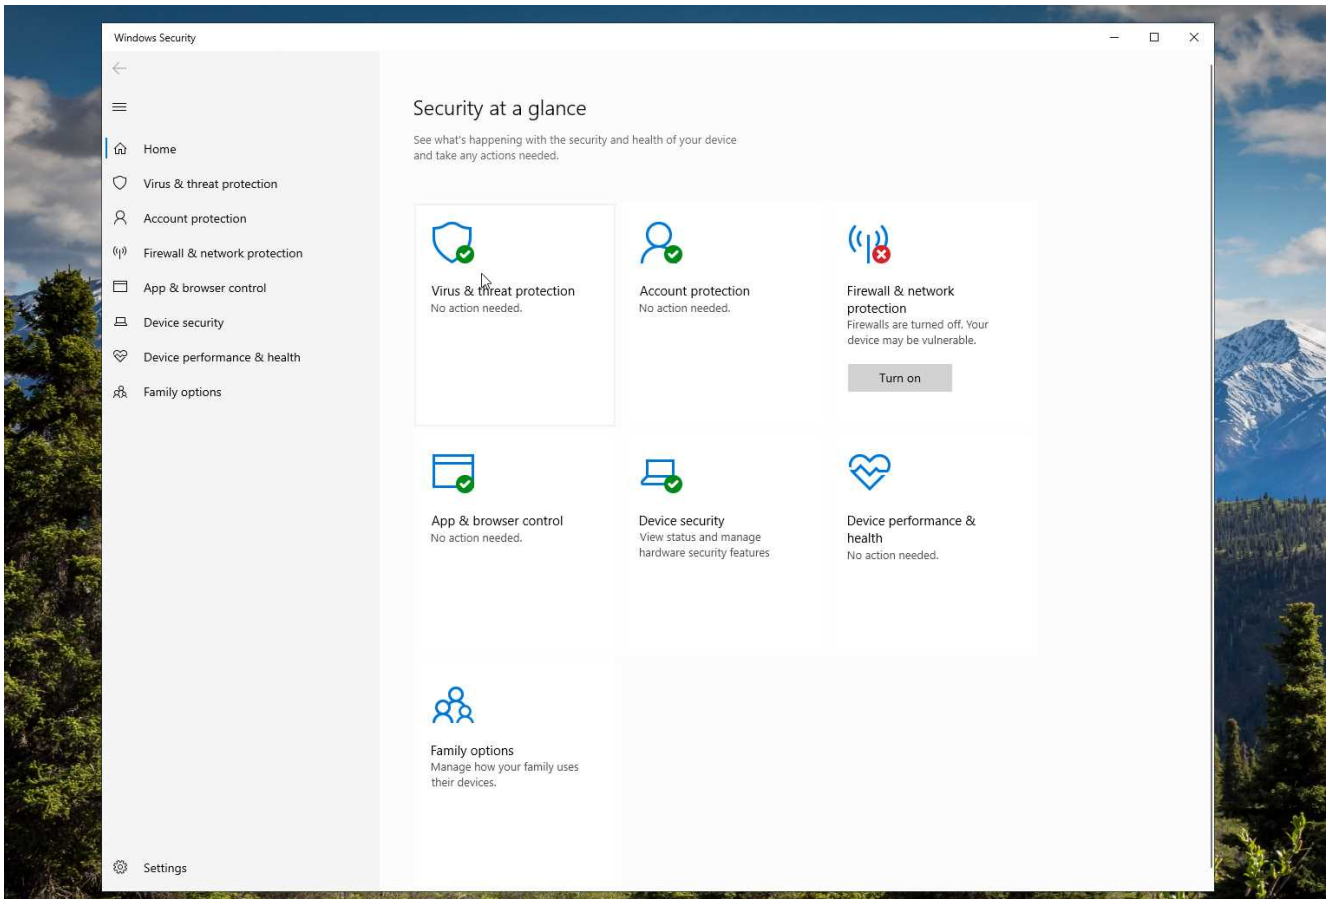 Windows Security
Home
Virus & threat protection
Account protection
Firewall & network protection
App & browser control
Device security
Device performance & health
Family options
Settings
Security at a glance
See what's happening with the security and health of your device
and take any actions needed.
Virus & threat protection
No action needed.
Account protection
No action needed.
Firewall & network
protection
Firewalls are turned off. Your
device may be vulnerable.
Turn on
App & browser control
No action needed.
Device security
View status and manage
hardware security features
Device performance &
health
No action needed.
Family options
Manage how your family uses
their devices.